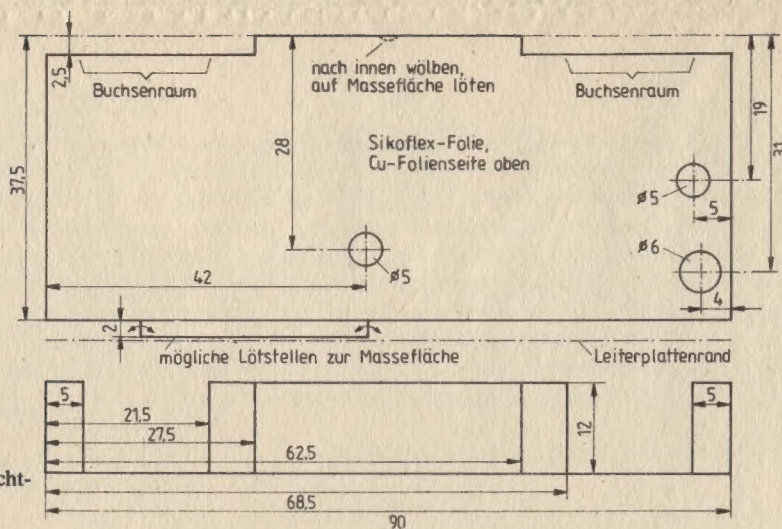 2,5
Buchsenraum
nach innen wölben,
auf Massefläche löten
Buchsenraum
19
31
37,5
28
Sikoflex-Folie,
Cu-Folienseite oben
ø5
5
ø6
42
ø5
4
2
mögliche Lötstellen zur Massefläche
Leiterplattenrand
5
5
21,5
27,5
12
62,5
cht-
68,5
90